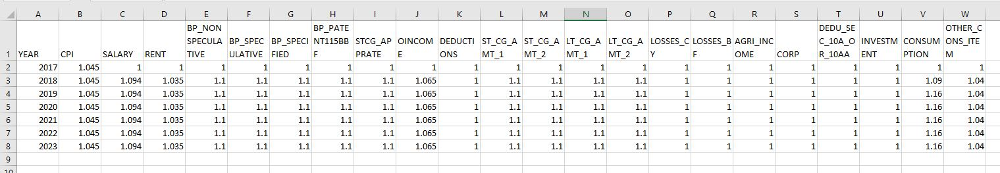 A B C D E F G H I J K L M N O P Q R S T U V W
1 YEAR CPI SALARY RENT BP_NONSPECULATIVE BP_SPECULATIVE BP_SPECIFIED BP_PATENT115BBF STCG_APPRATE OINCOME DEDUCTIONS ST_CG_AMT_1 ST_CG_AMT_2 LT_CG_AMT_1 LT_CG_AMT_2 LOSSES_CY LOSSES_BF AGRI_INCOME CORP DEDU_SEC_10A_OR_10AA INVESTMENT CONSUMPTION OTHER_CONS_ITEM
2 2017 1.045 1 1 1 1 1 1 1 1 1 1 1 1 1 1 1 1 1 1 1 1 1
3 2018 1.045 1.094 1.035 1.1 1.1 1.1 1.1 1.1 1.065 1 1.1 1.1 1.1 1.1 1 1 1 1 1 1 1.09 1.04
4 2019 1.045 1.094 1.035 1.1 1.1 1.1 1.1 1.1 1.065 1 1.1 1.1 1.1 1.1 1 1 1 1 1 1 1.16 1.04
5 2020 1.045 1.094 1.035 1.1 1.1 1.1 1.1 1.1 1.065 1 1.1 1.1 1.1 1.1 1 1 1 1 1 1 1.16 1.04
6 2021 1.045 1.094 1.035 1.1 1.1 1.1 1.1 1.1 1.065 1 1.1 1.1 1.1 1.1 1 1 1 1 1 1 1.16 1.04
7 2022 1.045 1.094 1.035 1.1 1.1 1.1 1.1 1.1 1.065 1 1.1 1.1 1.1 1.1 1 1 1 1 1 1 1.16 1.04
8 2023 1.045 1.094 1.035 1.1 1.1 1.1 1.1 1.1 1.065 1 1.1 1.1 1.1 1.1 1 1 1 1 1 1 1.16 1.04
9
10